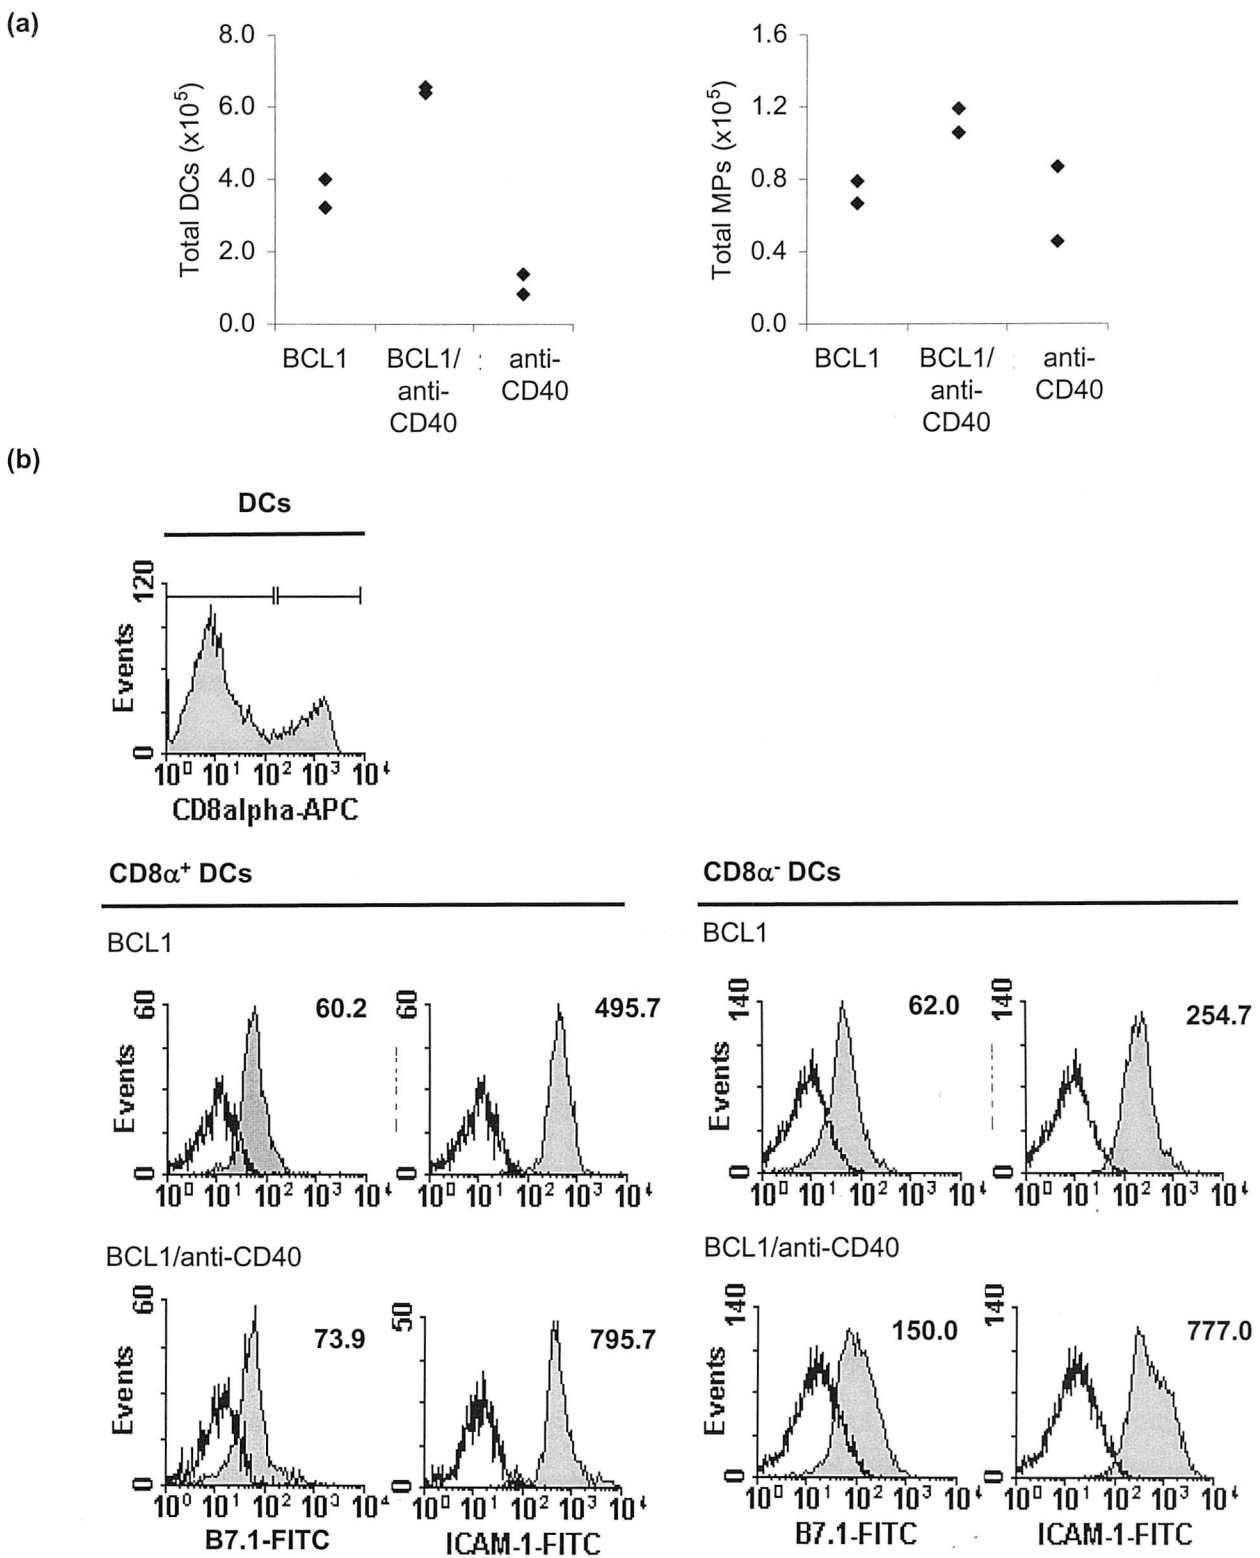 (a)
8.0
6.0
4.0
2.0
0.0
Total DCs (x10⁵)
BCL1
BCL1/
anti-
CD40
anti-
CD40
1.6
1.2
0.8
0.4
0.0
Total MPs (x10⁵)
BCL1
BCL1/
anti-
CD40
anti-
CD40
(b)
DCs
120
Events
0
10⁰ 10¹ 10² 10³ 10⁴
CD8alpha-APC
CD8α⁺ DCs
BCL1
60
Events
0
60.2
10⁰ 10¹ 10² 10³ 10⁴
60
0
495.7
10⁰ 10¹ 10² 10³ 10⁴
BCL1/anti-CD40
60
Events
0
73.9
10⁰ 10¹ 10² 10³ 10⁴
B7.1-FITC
50
0
795.7
10⁰ 10¹ 10² 10³ 10⁴
ICAM-1-FITC
CD8α⁻ DCs
BCL1
140
Events
0
62.0
10⁰ 10¹ 10² 10³ 10⁴
140
0
254.7
10⁰ 10¹ 10² 10³ 10⁴
BCL1/anti-CD40
140
Events
0
150.0
10⁰ 10¹ 10² 10³ 10⁴
B7.1-FITC
140
0
777.0
10⁰ 10¹ 10² 10³ 10⁴
ICAM-1-FITC